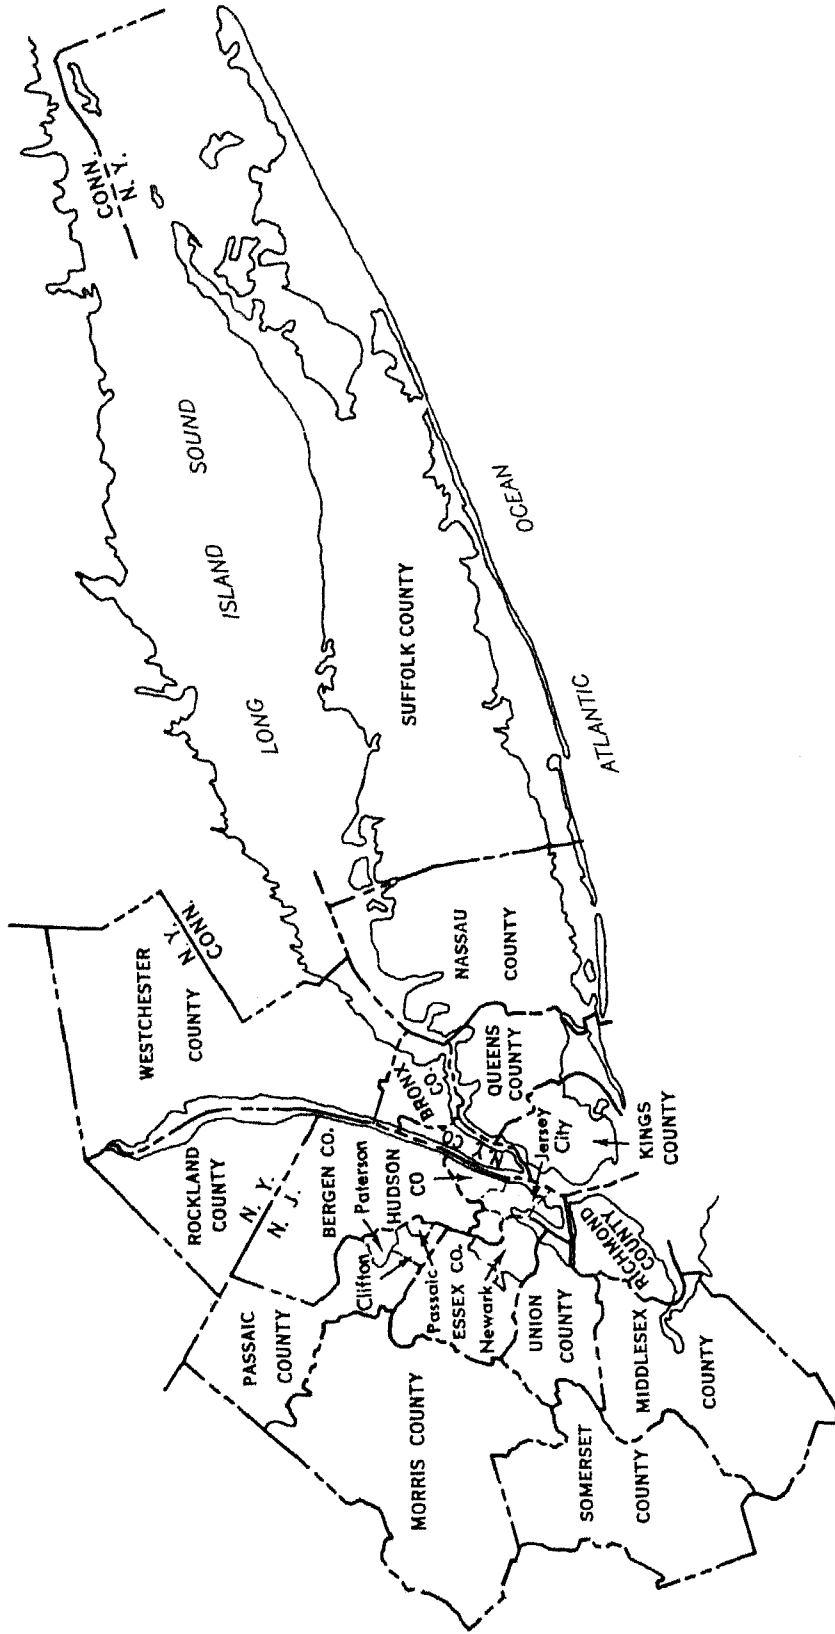 CONN.
N. Y.
LONG ISLAND SOUND
ATLANTIC OCEAN
SUFFOLK COUNTY
NASSAU
COUNTY
WESTCHESTER
COUNTY
N. Y.
CONN.
ROCKLAND
COUNTY
N. Y.
N. J.
BERGEN CO.
Paterson
HUDSON
CO
BRONX
CO.
N Y CO.
QUEENS
COUNTY
Jersey
City
KINGS
COUNTY
RICHMOND
COUNTY
PASSAIC
COUNTY
Clifton
Passaic
ESSEX CO.
Newark
UNION
COUNTY
MORRIS COUNTY
SOMERSET
COUNTY
MIDDLESEX
COUNTY